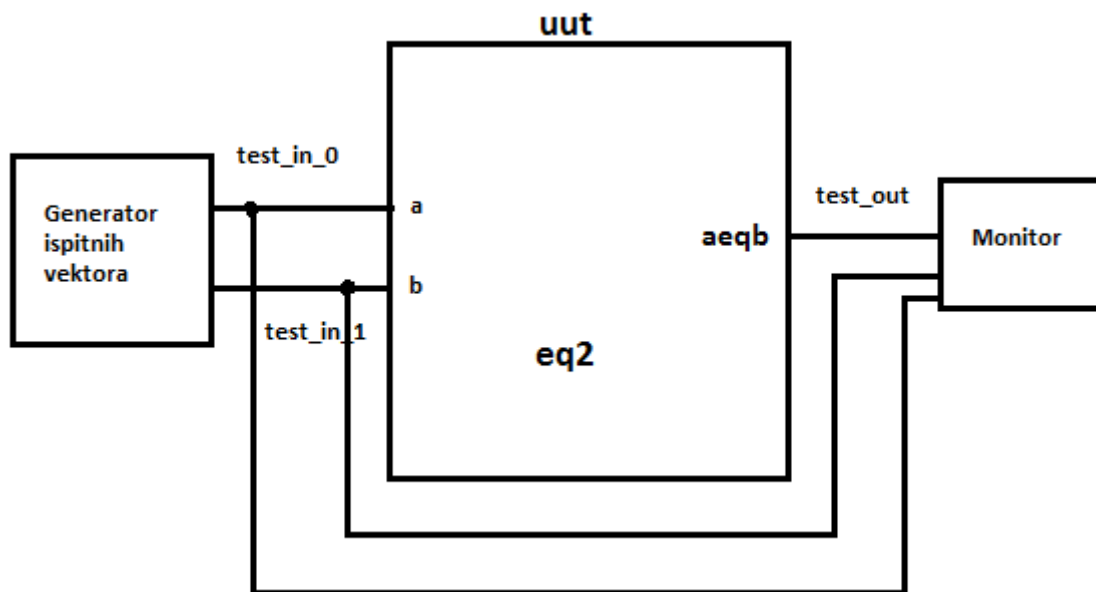 uut
test_in_0
Generator
ispitnih
vektora
a
b
test_in_1
aeqb
eq2
test_out
Monitor